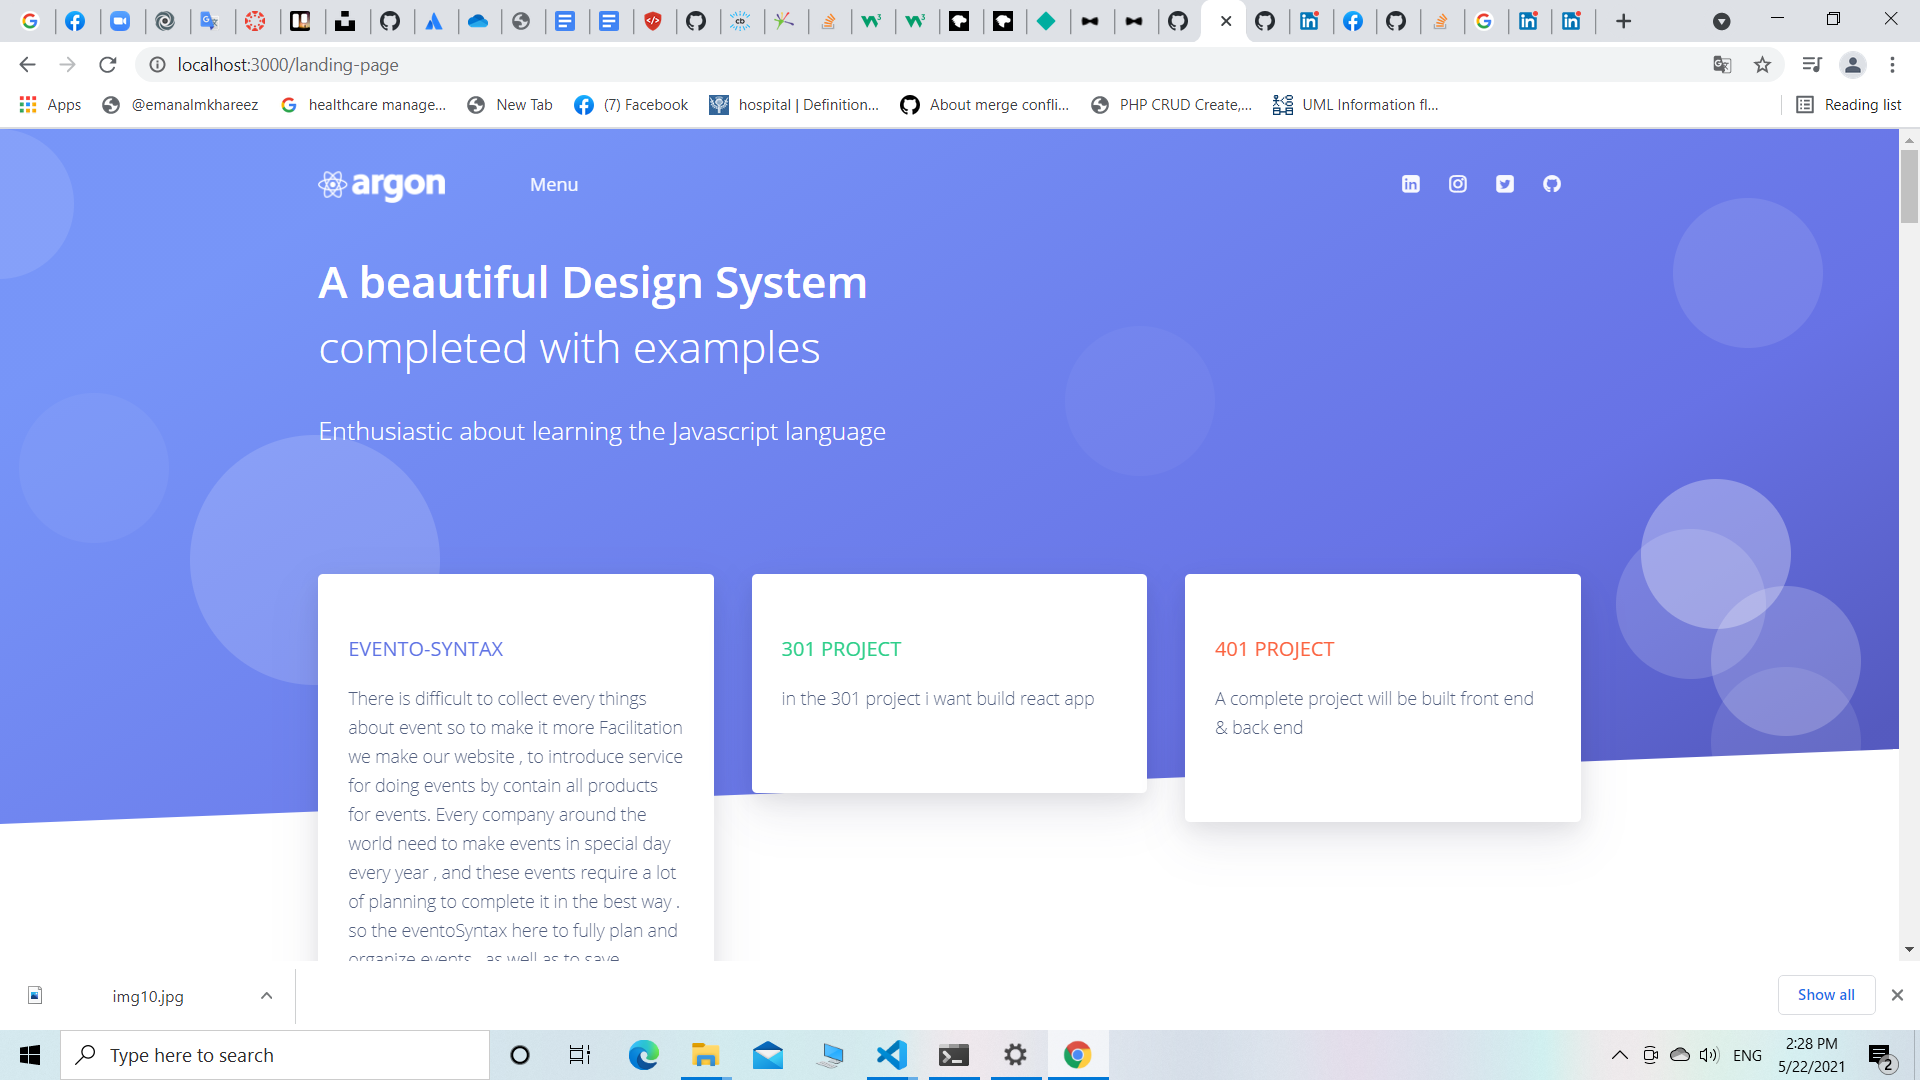 localhost:3000/landing-page
Apps
@emanalmkhareez
healthcare manage...
New Tab
(7) Facebook
hospital | Definition...
About merge confli...
PHP CRUD Create,...
UML Information fl...
Reading list
argon
Menu
A beautiful Design System
completed with examples
Enthusiastic about learning the Javascript language
EVENTO-SYNTAX
There is difficult to collect every things
about event so to make it more Facilitation
we make our website , to introduce service
for doing events by contain all products
for events. Every company around the
world need to make events in special day
every year , and these events require a lot
of planning to complete it in the best way .
so the eventoSyntax here to fully plan and
organize events , as well as to save
301 PROJECT
in the 301 project i want build react app
401 PROJECT
A complete project will be built front end
& back end
img10.jpg
Show all
Type here to search
ENG
2:28 PM
5/22/2021
2